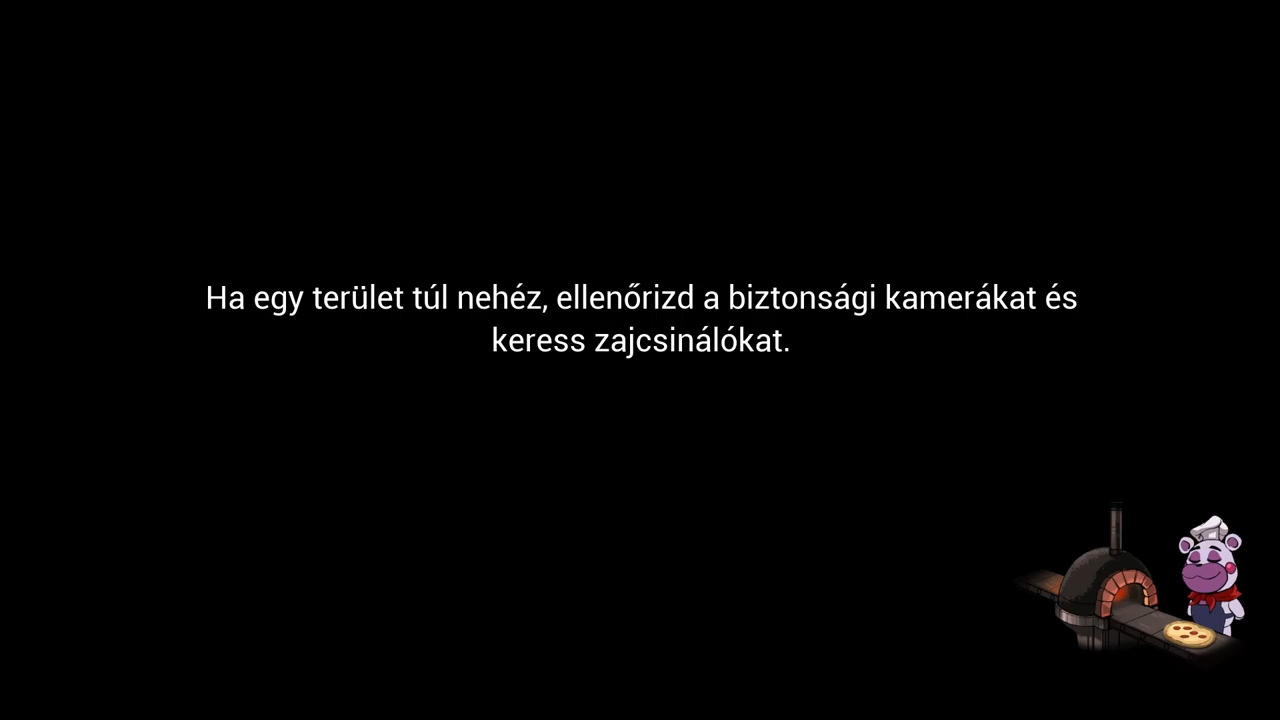 Ha egy terület túl nehéz, ellenőrizd a biztonsági kamerákat és
keress zajcsinálókat.